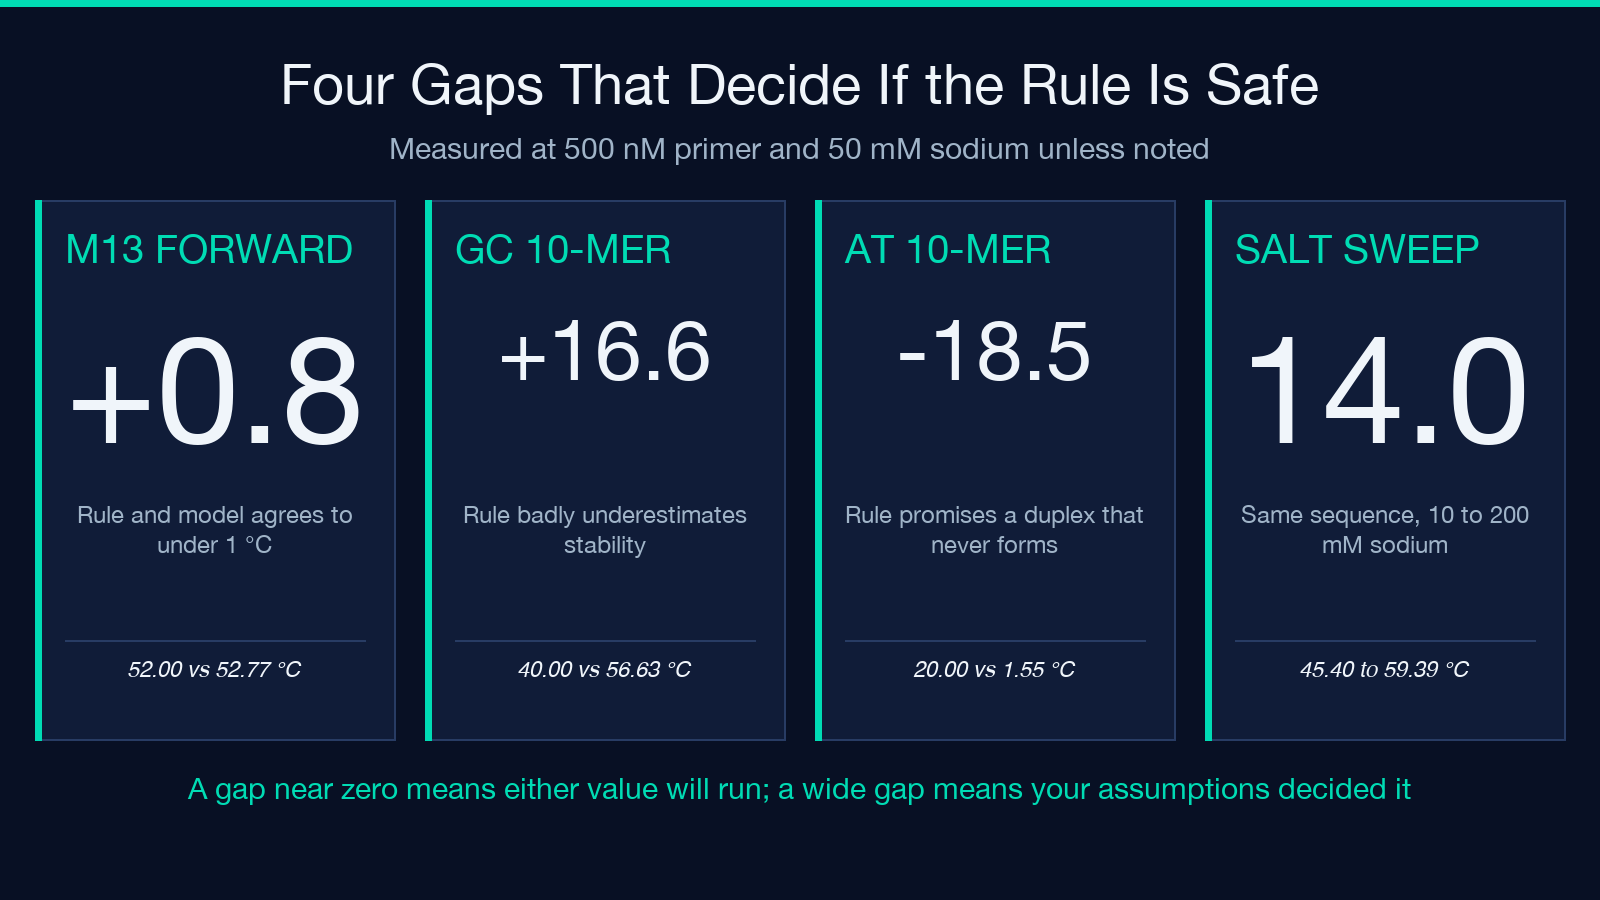 Four Gaps That Decide If the Rule Is Safe
Measured at 500 nM primer and 50 mM sodium unless noted
M13 FORWARD
+0.8
Rule and model agrees to
under 1 °C
52.00 vs 52.77 °C
GC 10-MER
+16.6
Rule badly underestimates
stability
40.00 vs 56.63 °C
AT 10-MER
-18.5
Rule promises a duplex that
never forms
20.00 vs 1.55 °C
SALT SWEEP
14.0
Same sequence, 10 to 200
mM sodium
45.40 to 59.39 °C
A gap near zero means either value will run; a wide gap means your assumptions decided it